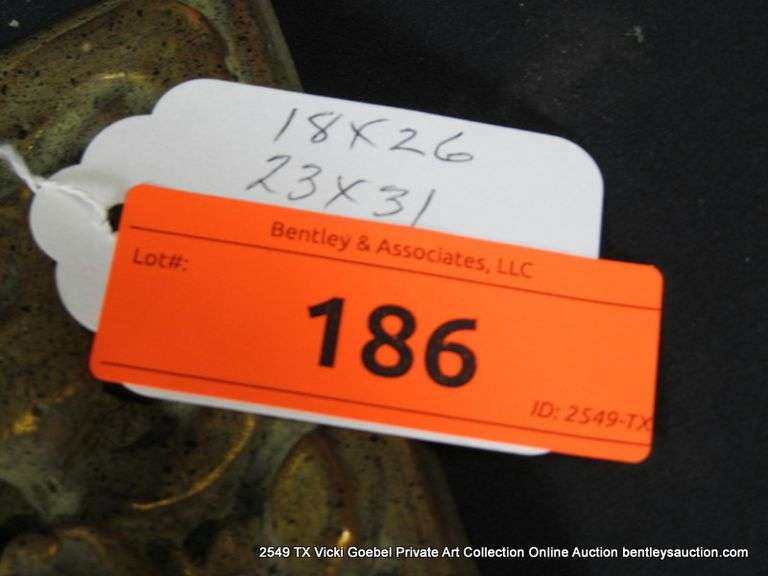 18X26
23X31
Bentley & Associates, LLC
Lot#:
186
ID: 2549-TX
2549 TX Vicki Goebel Private Art Collection Online Auction bentleysauction.com